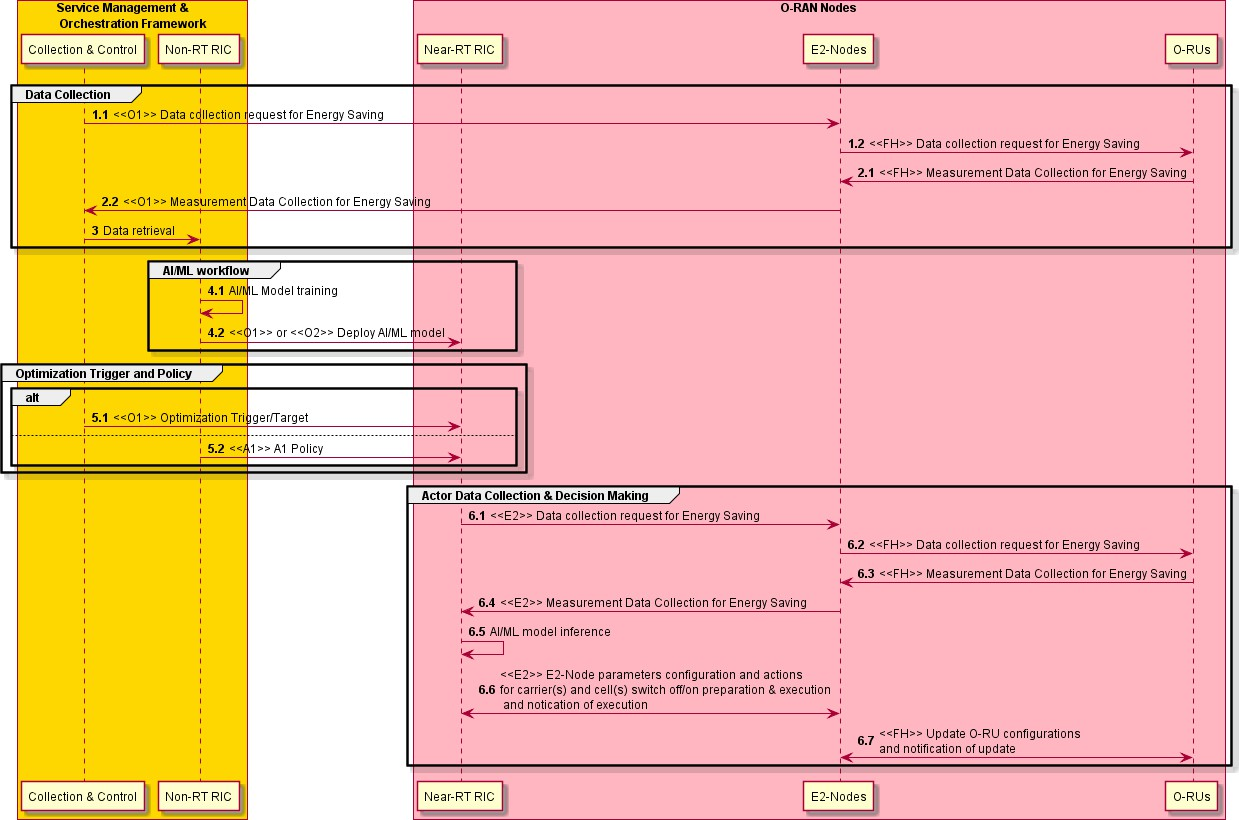 Service Management &
Orchestration Framework
O-RAN Nodes
Collection & Control
Non-RT RIC
Near-RT RIC
E2-Nodes
O-RUs
Data Collection
1.1 <<O1>> Data collection request for Energy Saving
1.2 <<FH>> Data collection request for Energy Saving
2.1 <<FH>> Measurement Data Collection for Energy Saving
2.2 <<O1>> Measurement Data Collection for Energy Saving
3 Data retrieval
AI/ML workflow
4.1 AI/ML Model training
4.2 <<O1>> or <<O2>> Deploy AI/ML model
Optimization Trigger and Policy
alt
5.1 <<O1>> Optimization Trigger/Target
5.2 <<A1>> A1 Policy
Actor Data Collection & Decision Making
6.1 <<E2>> Data collection request for Energy Saving
6.2 <<FH>> Data collection request for Energy Saving
6.3 <<FH>> Measurement Data Collection for Energy Saving
6.4 <<E2>> Measurement Data Collection for Energy Saving
6.5 AI/ML model inference
<<E2>> E2-Node parameters configuration and actions
6.6 for carrier(s) and cell(s) switch off/on preparation & execution
and notication of execution
6.7 <<FH>> Update O-RU configurations
and notification of update
Collection & Control
Non-RT RIC
Near-RT RIC
E2-Nodes
O-RUs